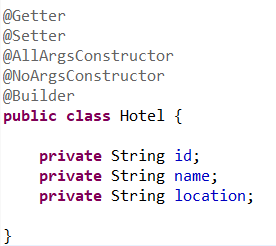 @Getter
@Setter
@AllArgsConstructor
@NoArgsConstructor
@Builder
public class Hotel {
private String id;
private String name;
private String location;
}